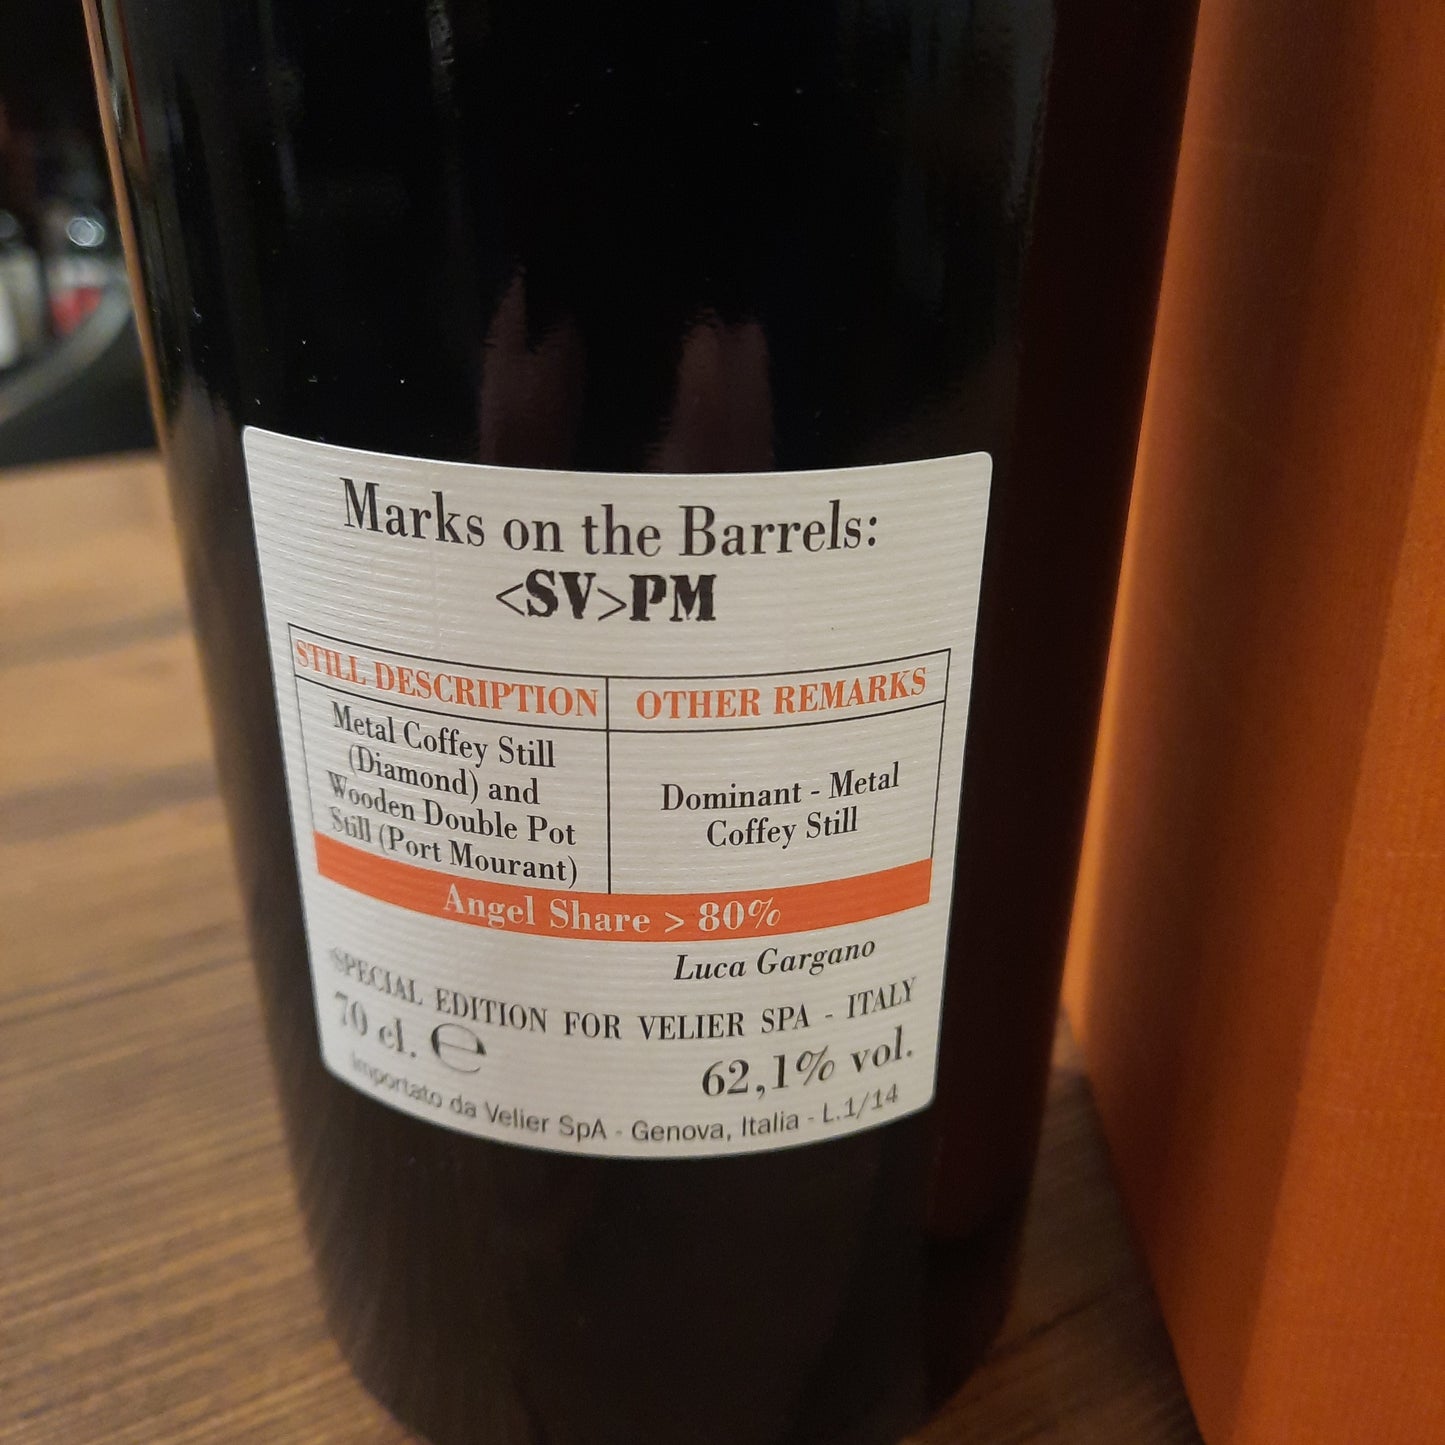 Marks on the Barrels:
<SV>PM
STILL DESCRIPTION
Metal Coffey Still
(Diamond) and
Wooden Double Pot
Still (Port Mourant)
OTHER REMARKS
Dominant - Metal
Coffey Still
Angel Share > 80%
Luca Gargano
SPECIAL EDITION FOR VELIER SPA - ITALY
70 cl. ℮
62,1% vol.
Importato da Velier SpA - Genova, Italia - L.1/14